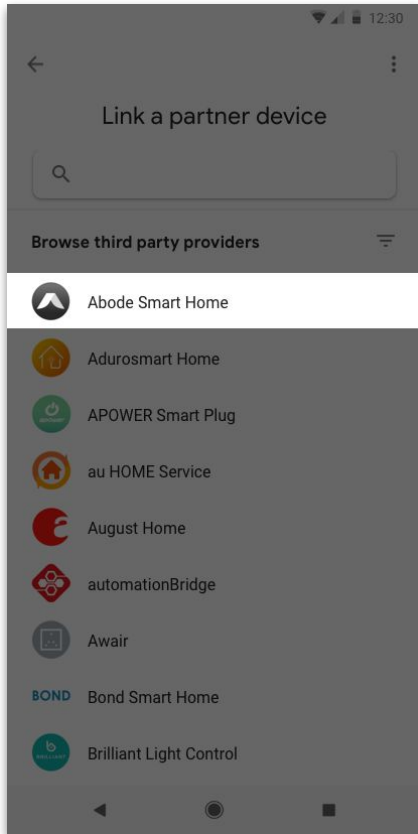 12:30
Link a partner device
Browse third party providers
Abode Smart Home
Adurosmart Home
APOWER Smart Plug
au HOME Service
August Home
automationBridge
Awair
BOND Bond Smart Home
b
BRILLIANT Brilliant Light Control